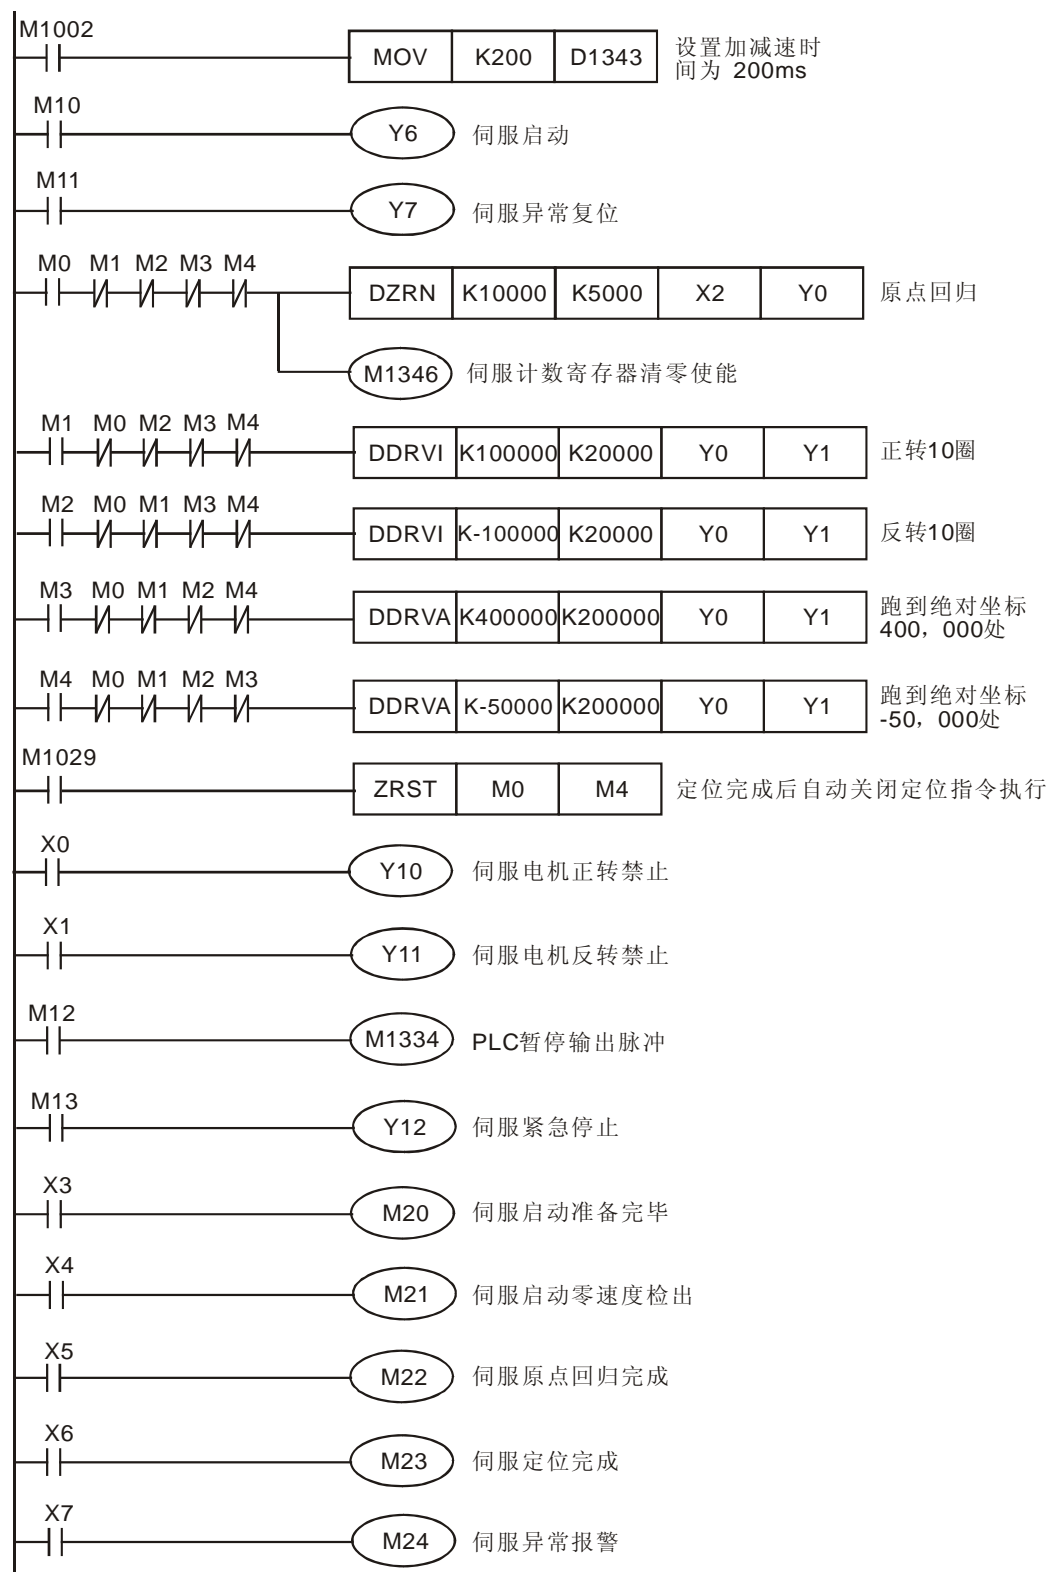 M1002
MOV K200 D1343 设置加减速时
间为 200ms
M10
Y6 伺服启动
M11
Y7 伺服异常复位
M0 M1 M2 M3 M4
DZRN K10000 K5000 X2 Y0 原点回归
M1346 伺服计数寄存器清零使能
M1 M0 M2 M3 M4
DDRVI K100000 K20000 Y0 Y1 正转10圈
M2 M0 M1 M3 M4
DDRVI K-100000 K20000 Y0 Y1 反转10圈
M3 M0 M1 M2 M4
DDRVA K400000 K200000 Y0 Y1 跑到绝对坐标
400，000处
M4 M0 M1 M2 M3
DDRVA K-50000 K200000 Y0 Y1 跑到绝对坐标
-50，000处
M1029
ZRST M0 M4 定位完成后自动关闭定位指令执行
X0
Y10 伺服电机正转禁止
X1
Y11 伺服电机反转禁止
M12
M1334 PLC暂停输出脉冲
M13
Y12 伺服紧急停止
X3
M20 伺服启动准备完毕
X4
M21 伺服启动零速度检出
X5
M22 伺服原点回归完成
X6
M23 伺服定位完成
X7
M24 伺服异常报警